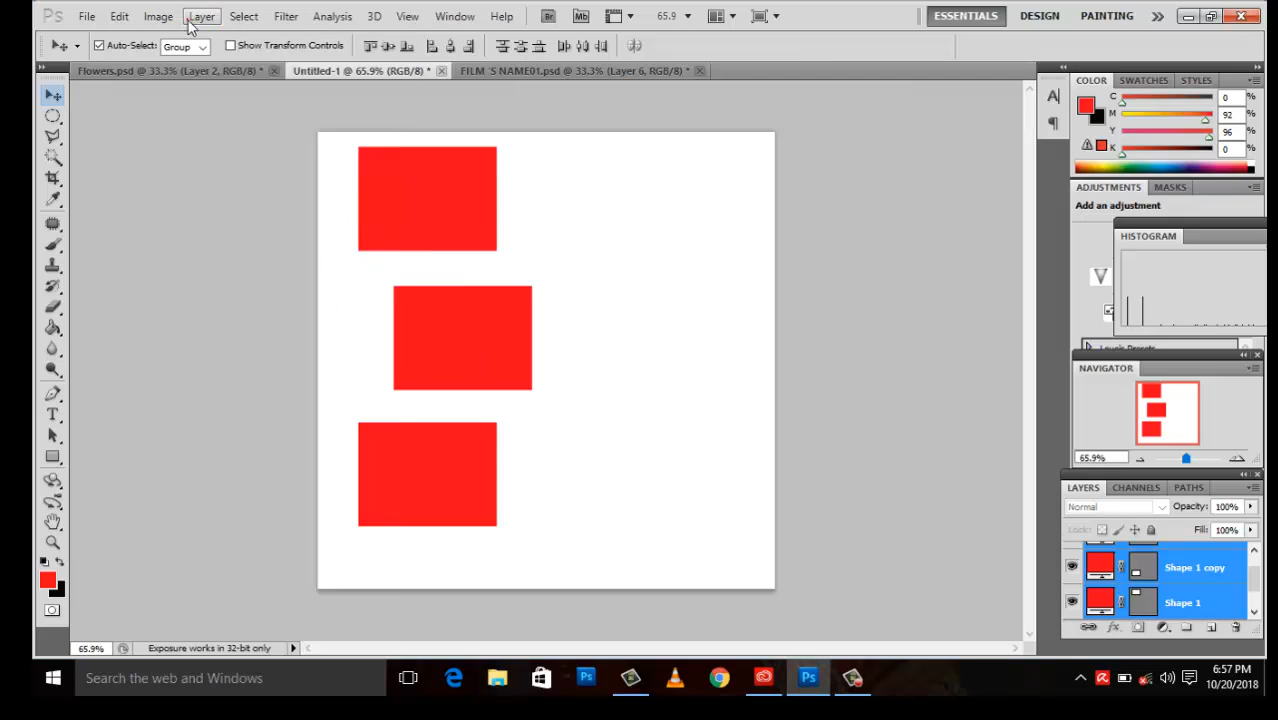 Ps File Edit Image Layer Select Filter Analysis 3D View Window Help Br Mb 65.9 ESSENTIALS DESIGN PAINTING
Auto-Select: Group Show Transform Controls
Flowers.psd @ 33.3% (Layer 2, RGB/8) * Untitled-1 @ 65.9% (RGB/8) * FILM 'S NAME01.psd @ 33.3% (Layer 6, RGB/8) *
COLOR SWATCHES STYLES
C 0 %
M 92 %
Y 96 %
K 0 %
ADJUSTMENTS MASKS
Add an adjustment
HISTOGRAM
Levels Presets
NAVIGATOR
65.9%
LAYERS CHANNELS PATHS
Normal Opacity: 100%
Lock: Fill: 100%
Shape 1 copy
Shape 1
65.9% Exposure works in 32-bit only
Search the web and Windows
6:57 PM
10/20/2018